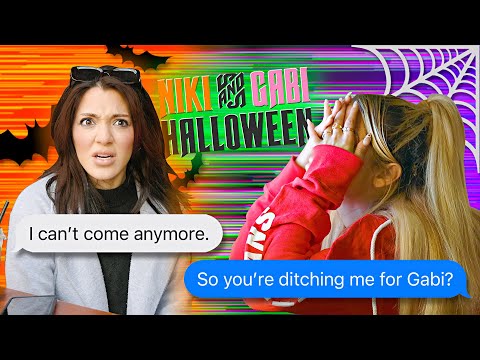 NIKI AND GABI
HALLOWEEN
I can't come anymore.
So you're ditching me for Gabi?